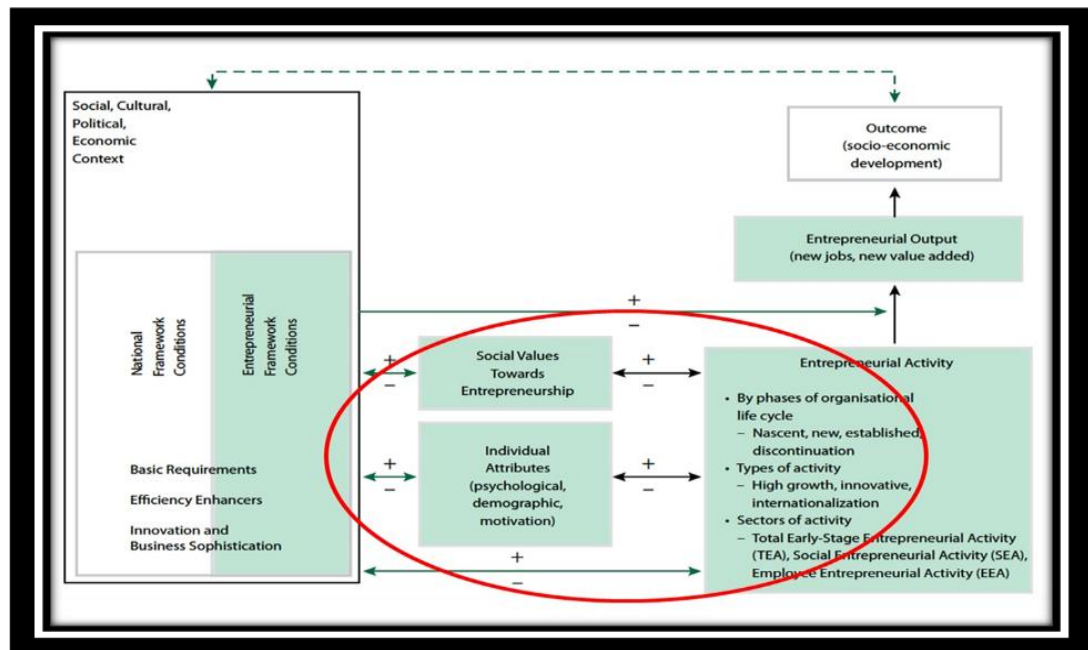 Social, Cultural,
Political,
Economic
Context
National
Framework
Conditions
Entrepreneurial
Framework
Conditions
Basic Requirements
Efficiency Enhancers
Innovation and
Business Sophistication
+
–
Social Values
Towards
Entrepreneurship
+
–
+
–
Individual
Attributes
(psychological,
demographic,
motivation)
+
–
+
–
+
–
Outcome
(socio-economic
development)
Entrepreneurial Output
(new jobs, new value added)
Entrepreneurial Activity
• By phases of organisational
life cycle
– Nascent, new, established,
discontinuation
• Types of activity
– High growth, innovative,
internationalization
• Sectors of activity
– Total Early-Stage Entrepreneurial Activity
(TEA), Social Entrepreneurial Activity (SEA),
Employee Entrepreneurial Activity (EEA)